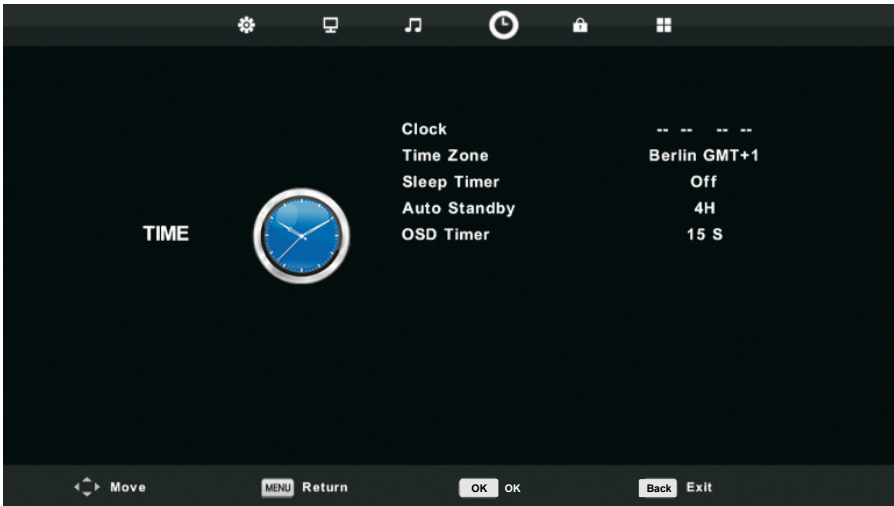 Clock -- -- -- --
Time Zone Berlin GMT+1
Sleep Timer Off
Auto Standby 4H
TIME
OSD Timer 15 S
Move MENU Return OK OK Back Exit